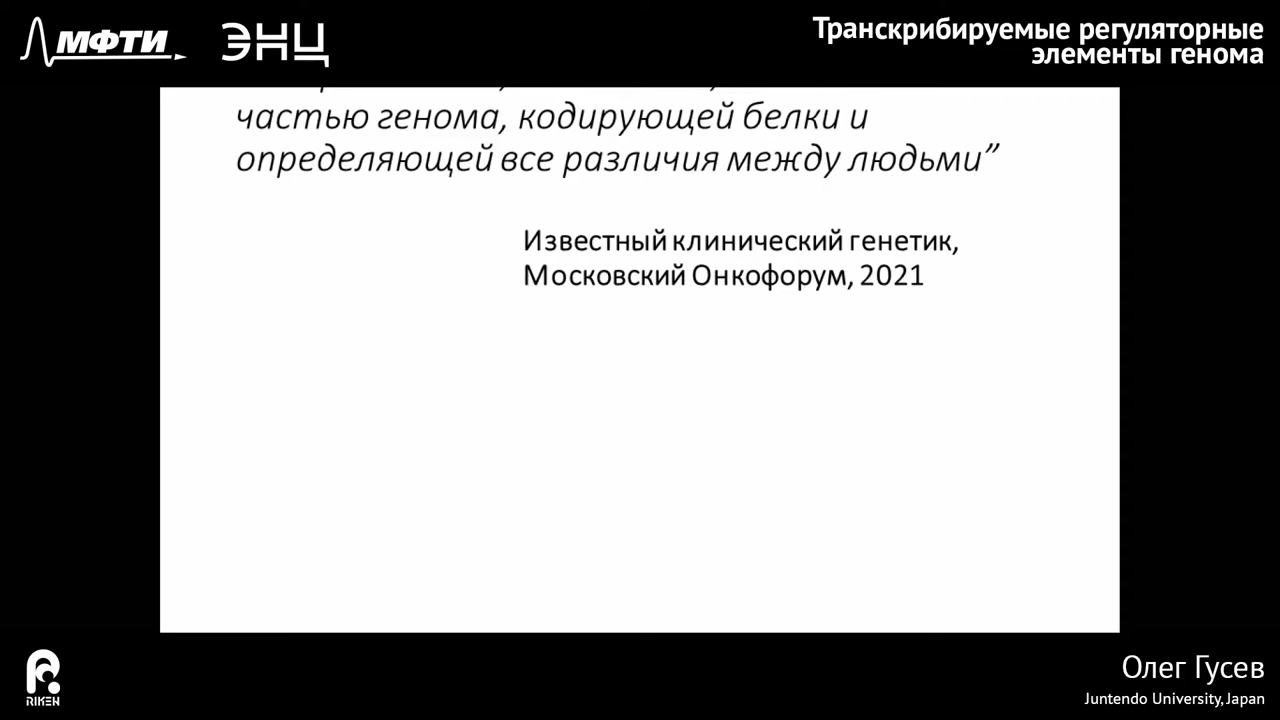 МФТИ
ЭНЦ
Транскрибируемые регуляторные
элементы генома
частью генома, кодирующей белки и
определяющей все различия между людьми”
Известный клинический генетик,
Московский Онкофорум, 2021
RIKEN
Олег Гусев
Juntendo University, Japan